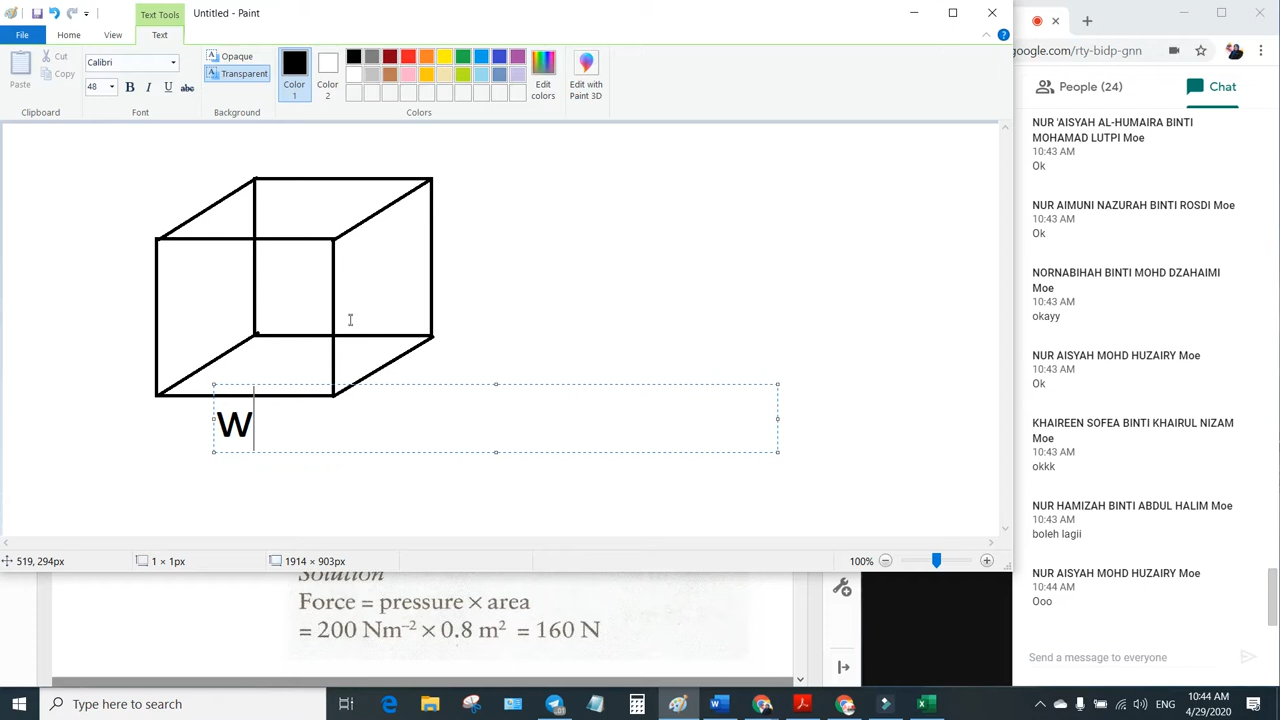 Text Tools
Untitled - Paint
File
Home
View
Text
Paste
Cut
Copy
Clipboard
Calibri
48
B I U abc
Font
Opaque
Transparent
Background
Color
1
Color
2
Edit
colors
Edit with
Paint 3D
Colors
W
519, 294px
1 × 1px
1914 × 903px
100%
Solution
Force = pressure × area
= 200 Nm⁻² × 0.8 m² = 160 N
google.com/rty-bidp-gnn
People (24)
Chat
NUR 'AISYAH AL-HUMAIRA BINTI
MOHAMAD LUTPI Moe
10:43 AM
Ok
NUR AIMUNI NAZURAH BINTI ROSDI Moe
10:43 AM
Ok
NORNABIHAH BINTI MOHD DZAHAIMI
Moe
10:43 AM
okayy
NUR AISYAH MOHD HUZAIRY Moe
10:43 AM
Ok
KHAIREEN SOFEA BINTI KHAIRUL NIZAM
Moe
10:43 AM
okkk
NUR HAMIZAH BINTI ABDUL HALIM Moe
10:43 AM
boleh lagii
NUR AISYAH MOHD HUZAIRY Moe
10:44 AM
Ooo
Send a message to everyone
Type here to search
ENG
10:44 AM
4/29/2020